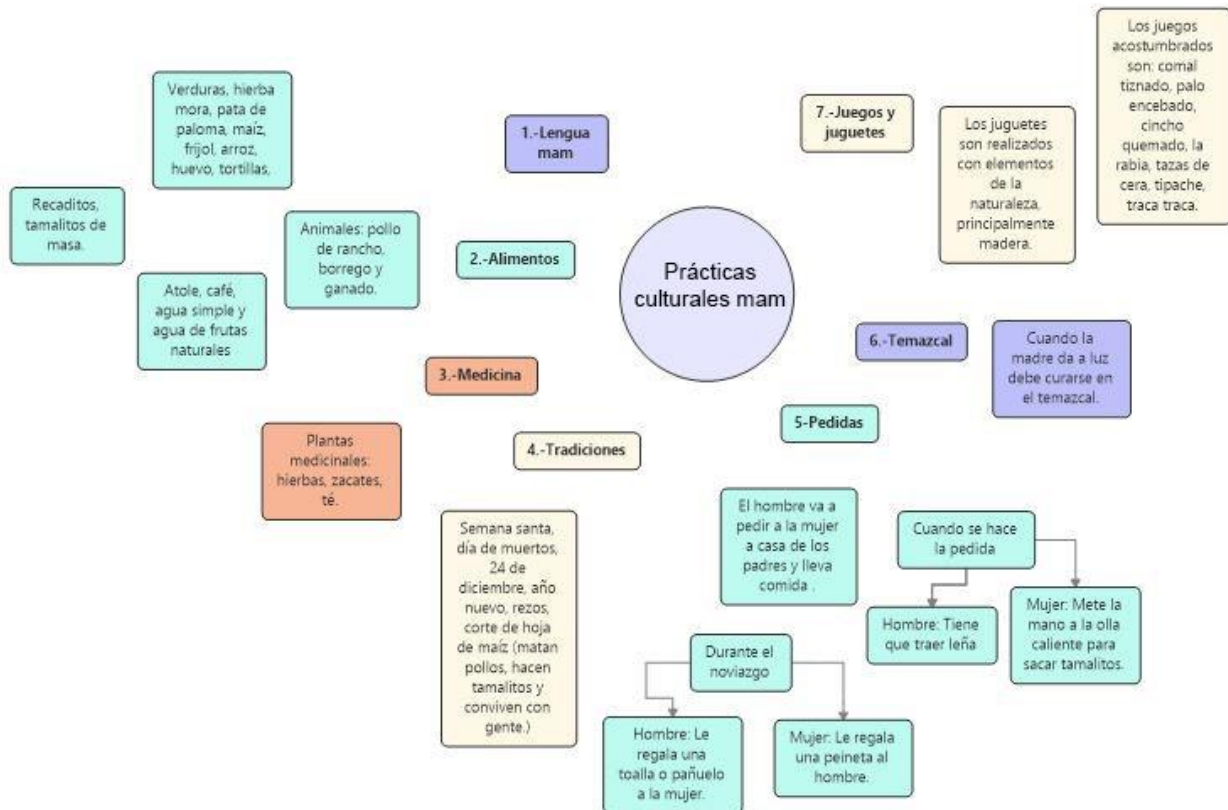 Prácticas
culturales mam
1.-Lengua
mam
2.-Alimentos
Verduras, hierba
mora, pata de
paloma, maíz,
frijol, arroz,
huevo, tortillas,
Recaditos,
tamalitos de
masa.
Animales: pollo
de rancho,
borrego y
ganado.
Atole, café,
agua simple y
agua de frutas
naturales
3.-Medicina
Plantas
medicinales:
hierbas, zacates,
té.
4.-Tradiciones
Semana santa,
día de muertos,
24 de
diciembre, año
nuevo, rezos,
corte de hoja
de maíz (matan
pollos, hacen
tamalitos y
conviven con
gente.)
5-Pedidas
El hombre va a
pedir a la mujer
a casa de los
padres y lleva
comida .
Cuando se hace
la pedida
Hombre: Tiene
que traer leña
Mujer: Mete la
mano a la olla
caliente para
sacar tamalitos.
Durante el
noviazgo
Hombre: Le
regala una
toalla o pañuelo
a la mujer.
Mujer: Le regala
una peineta al
hombre.
6.-Temazcal
Cuando la
madre da a luz
debe curarse en
el temazcal.
7.-Juegos y
juguetes
Los juguetes
son realizados
con elementos
de la
naturaleza,
principalmente
madera.
Los juegos
acostumbrados
son: comal
tiznado, palo
encebado,
cincho
quemado, la
rabia, tazas de
cera, tipache,
traca traca.